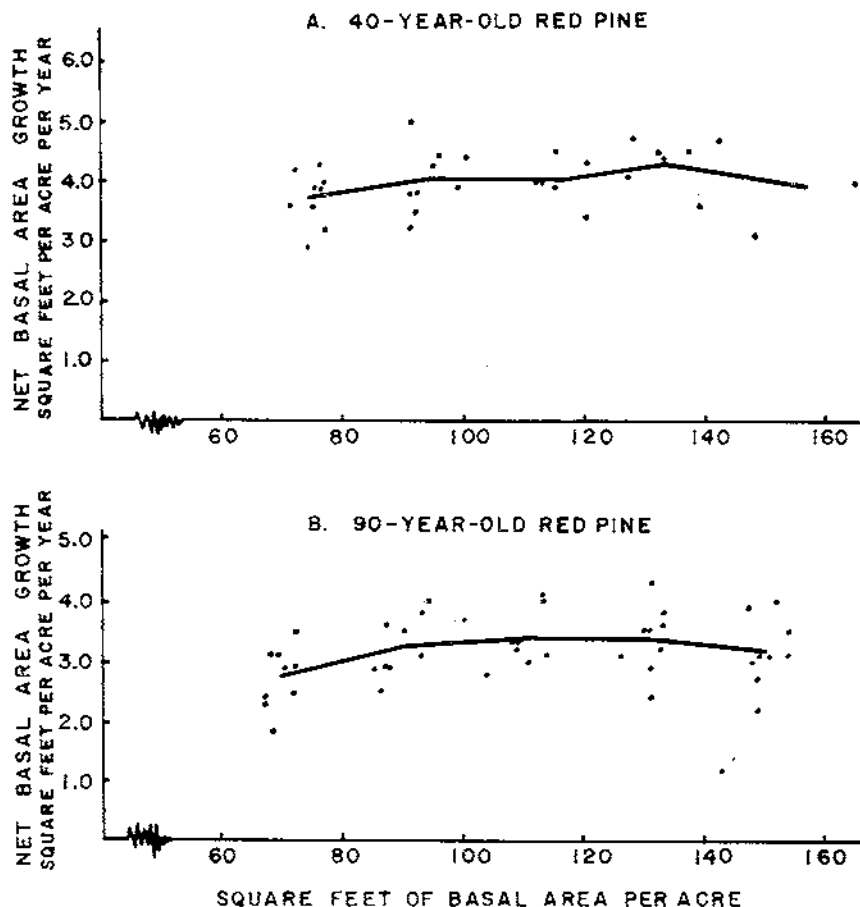 A. 40-YEAR-OLD RED PINE
NET BASAL AREA GROWTH
SQUARE FEET PER ACRE PER YEAR
6.0
5.0
4.0
3.0
2.0
1.0
60 80 100 120 140 160
B. 90-YEAR-OLD RED PINE
NET BASAL AREA GROWTH
SQUARE FEET PER ACRE PER YEAR
5.0
4.0
3.0
2.0
1.0
60 80 100 120 140 160
SQUARE FEET OF BASAL AREA PER ACRE